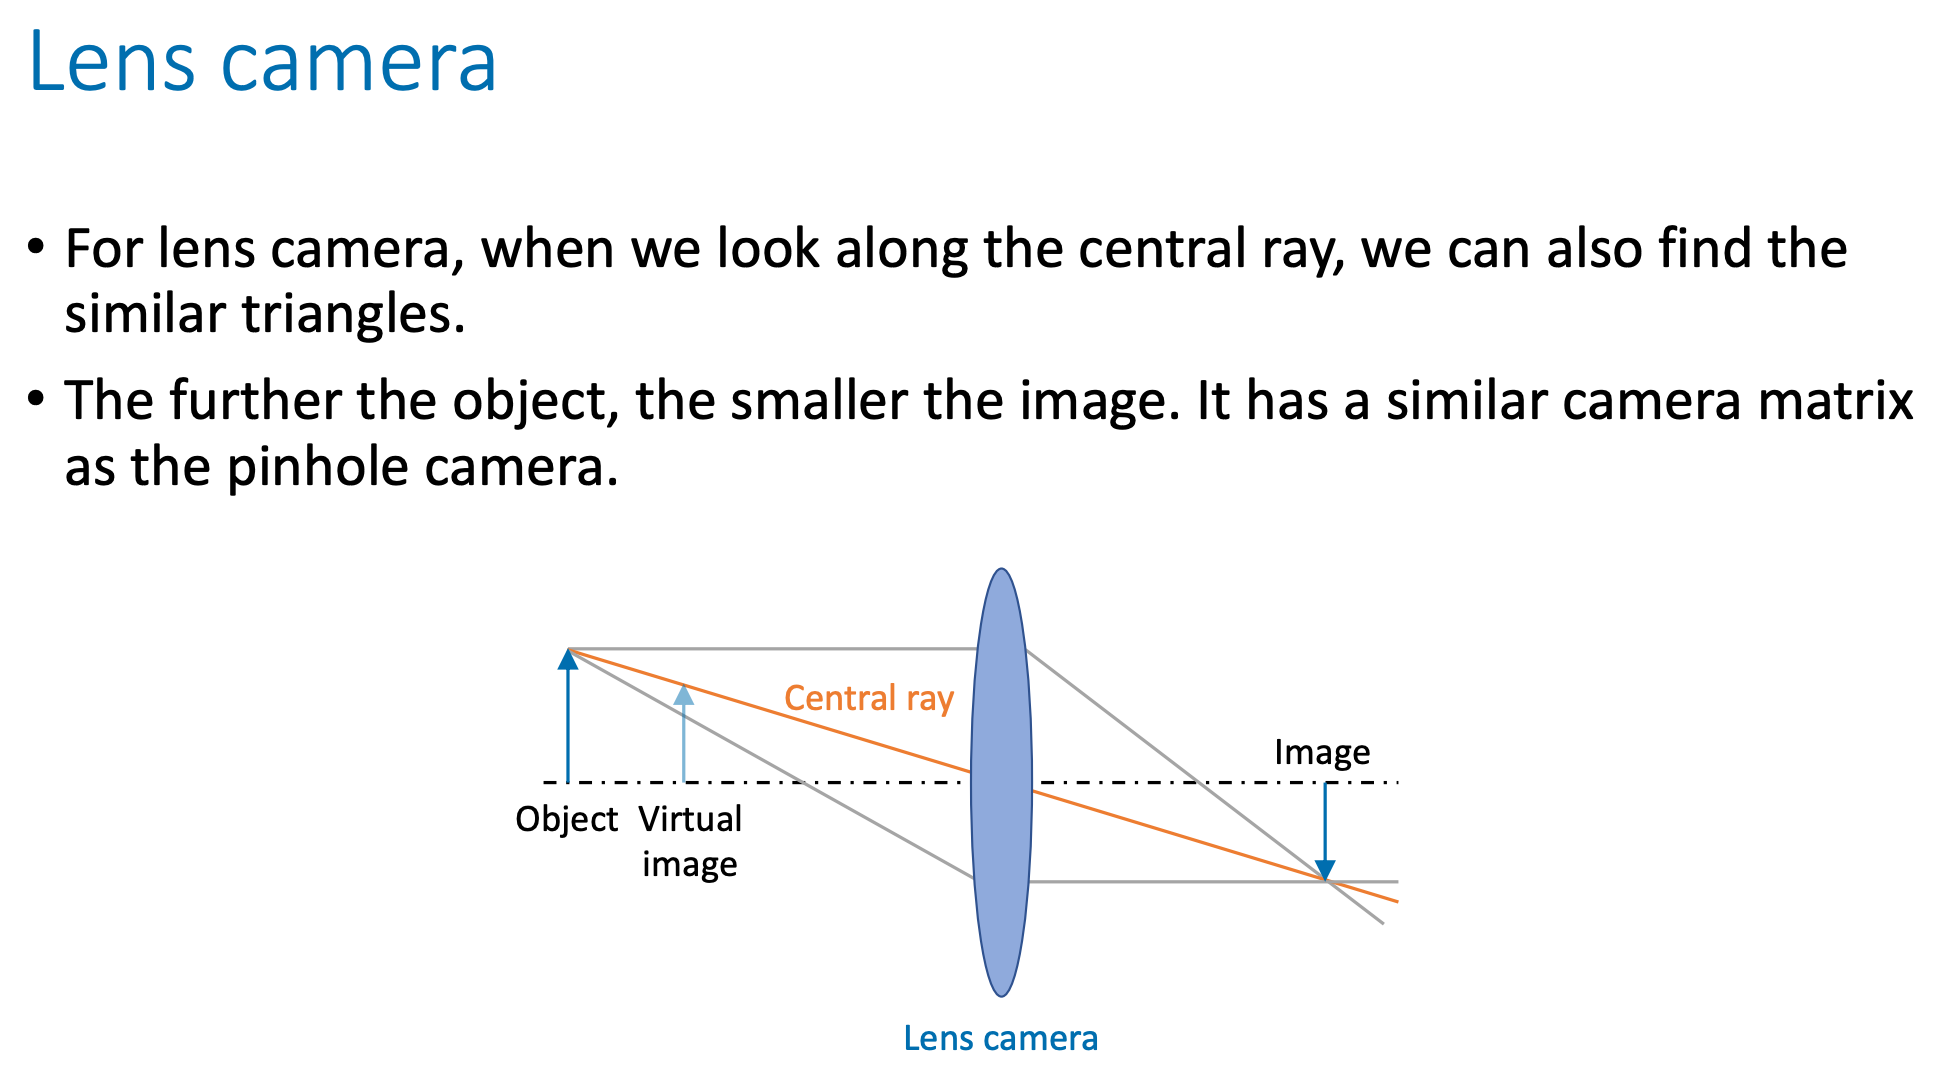 Lens camera
• For lens camera, when we look along the central ray, we can also find the
similar triangles.
• The further the object, the smaller the image. It has a similar camera matrix
as the pinhole camera.
Central ray
Image
Object
Virtual
image
Lens camera